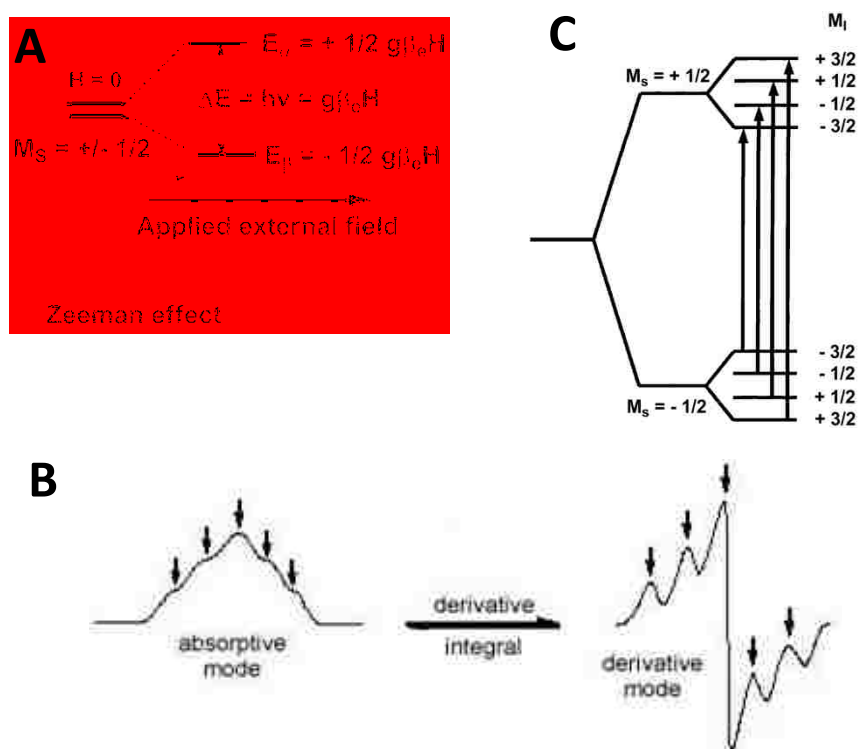 A
H = 0
Eα = + 1/2 gβeH
ΔE = hν = gβeH
MS = +/- 1/2
Eβ = - 1/2 gβeH
Applied external field
Zeeman effect
C
MI
Ms = + 1/2
+ 3/2
+ 1/2
- 1/2
- 3/2
Ms = - 1/2
- 3/2
- 1/2
+ 1/2
+ 3/2
B
absorptive
mode
derivative
integral
derivative
mode